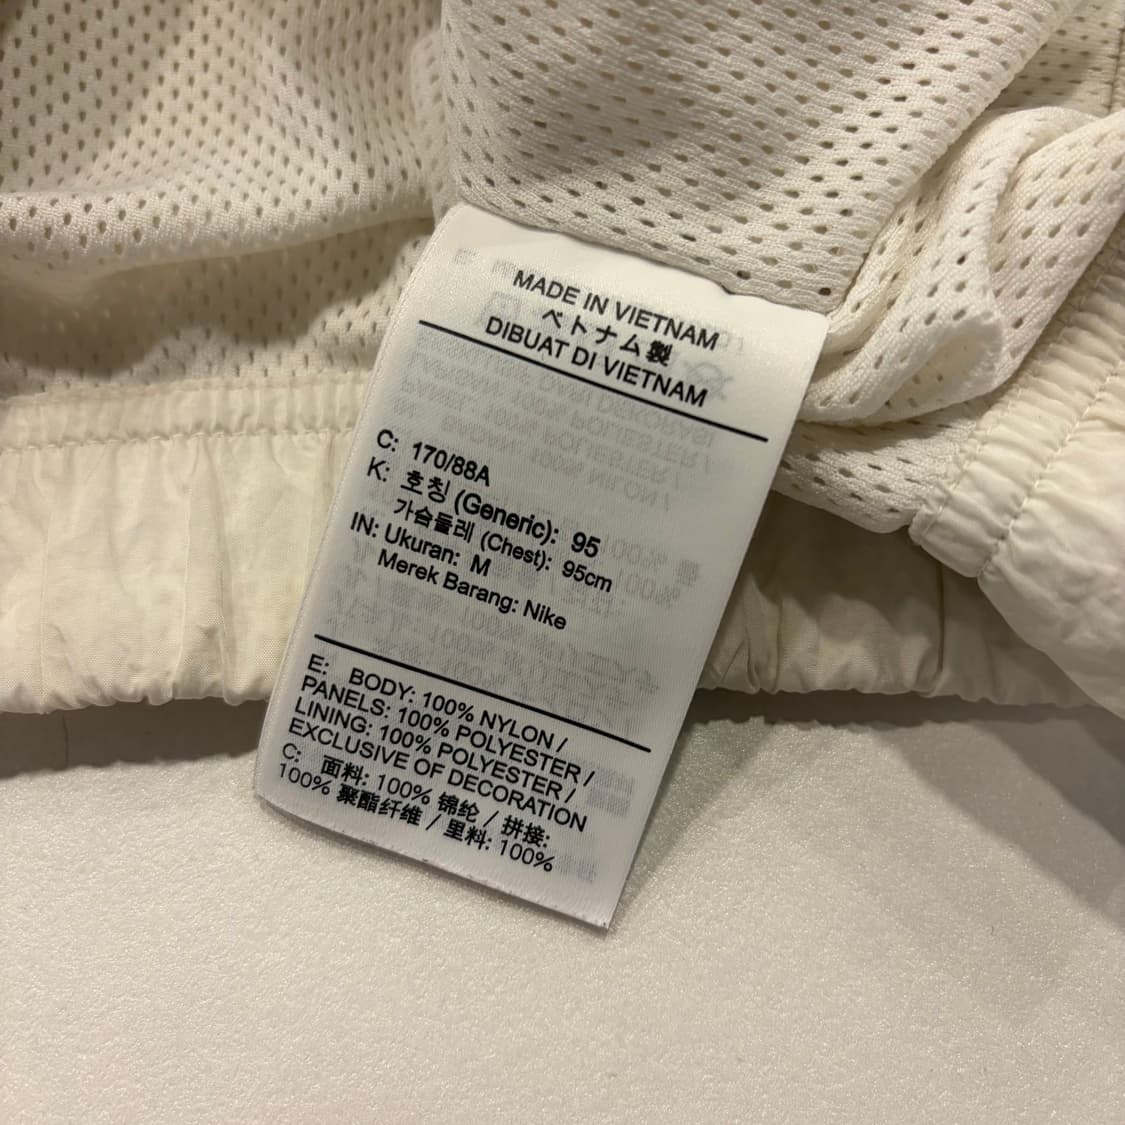 MADE IN VIETNAM
ベトナム製
DIBUAT DI VIETNAM
C: 170/88A
K: 호칭 (Generic): 95
가슴둘레 (Chest): 95cm
IN: Ukuran: M
Merek Barang: Nike
E: BODY: 100% NYLON /
PANELS: 100% POLYESTER /
LINING: 100% POLYESTER /
EXCLUSIVE OF DECORATION
C: 面料: 100% 锦纶 / 拼接:
100% 聚酯纤维 / 里料: 100%